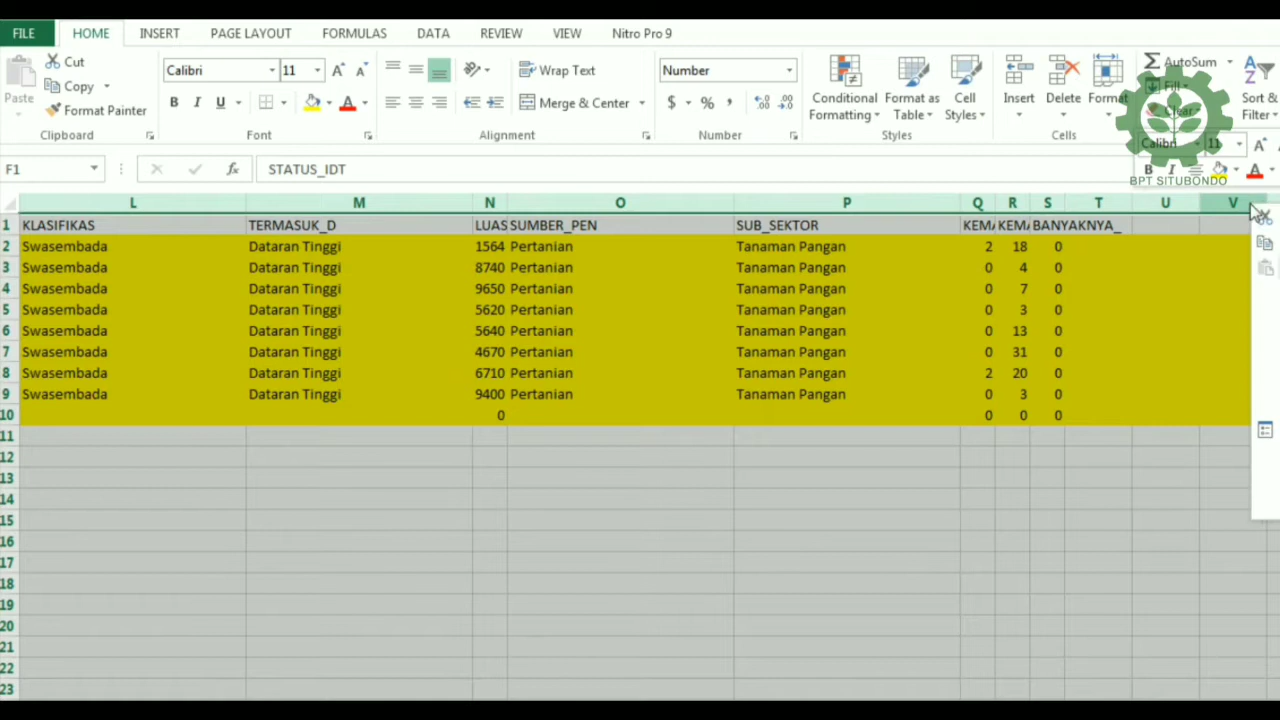 FILE HOME INSERT PAGE LAYOUT FORMULAS DATA REVIEW VIEW Nitro Pro 9
Cut
Copy
Format Painter
Paste
Clipboard
Calibri 11
B I U
Font
Wrap Text
Merge & Center
Alignment
Number
$ %
Number
Conditional Formatting
Format as Table
Cell Styles
Styles
Insert Delete Format
Cells
AutoSum
Fill
Clear
Sort & Filter
Calibri 11
B I
BPT SITUBONDO
F1 fx STATUS_IDT
L M N O P Q R S T U V
1 KLASIFIKAS TERMASUK_D LUAS SUMBER_PEN SUB_SEKTOR KEMA KEMA BANYAKNYA_
2 Swasembada Dataran Tinggi 1564 Pertanian Tanaman Pangan 2 18 0
3 Swasembada Dataran Tinggi 8740 Pertanian Tanaman Pangan 0 4 0
4 Swasembada Dataran Tinggi 9650 Pertanian Tanaman Pangan 0 7 0
5 Swasembada Dataran Tinggi 5620 Pertanian Tanaman Pangan 0 3 0
6 Swasembada Dataran Tinggi 5640 Pertanian Tanaman Pangan 0 13 0
7 Swasembada Dataran Tinggi 4670 Pertanian Tanaman Pangan 0 31 0
8 Swasembada Dataran Tinggi 6710 Pertanian Tanaman Pangan 2 20 0
9 Swasembada Dataran Tinggi 9400 Pertanian Tanaman Pangan 0 3 0
10 0 0 0 0
11
12
13
14
15
16
17
18
19
20
21
22
23